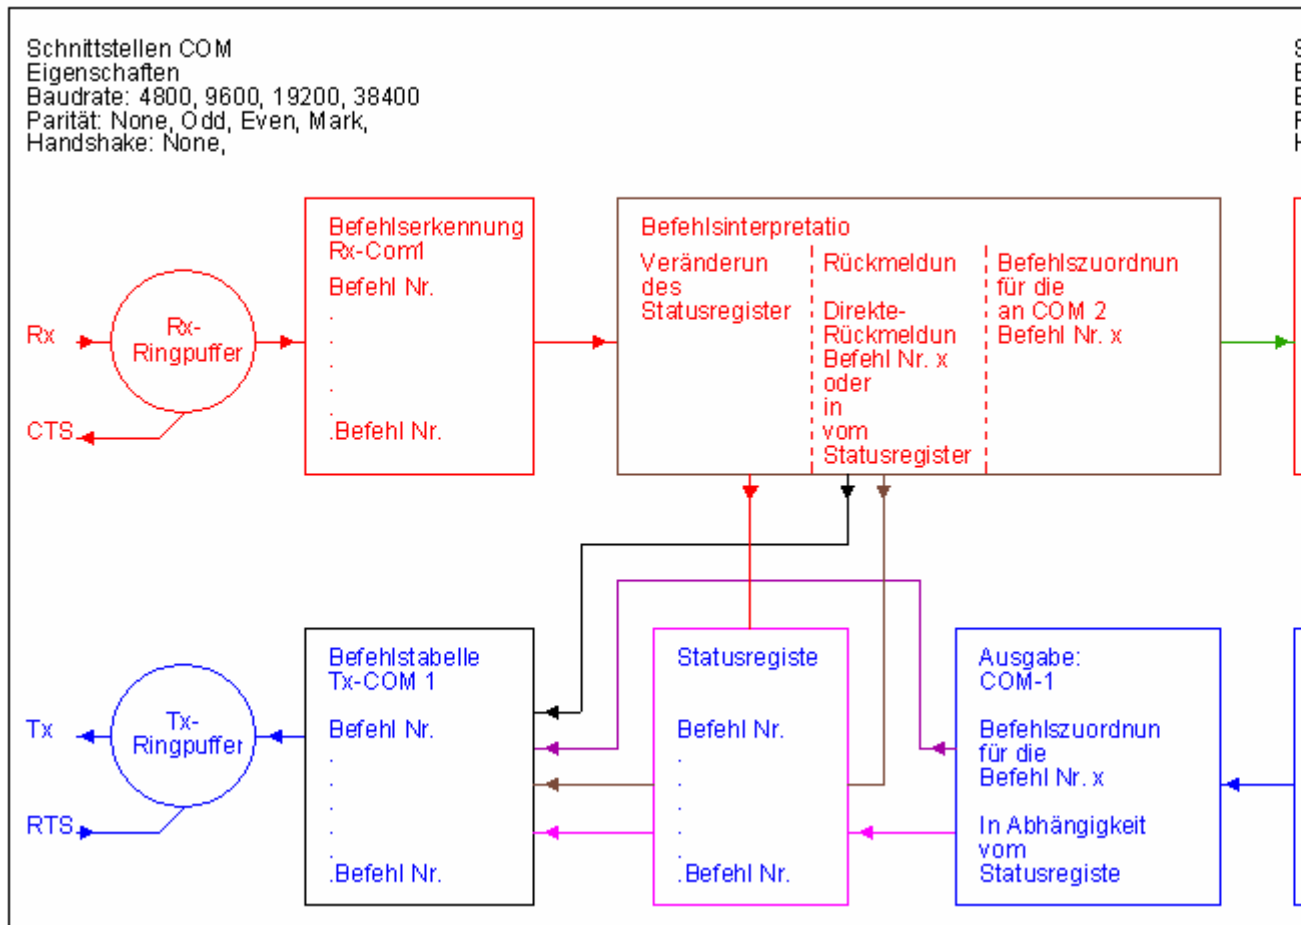 Schnittstellen COM
Eigenschaften
Baudrate: 4800, 9600, 19200, 38400
Parität: None, Odd, Even, Mark,
Handshake: None,
Rx
Rx-
Ringpuffer
CTS
Befehlserkennung
Rx-Com1
Befehl Nr.
.
.
.
.
.
.Befehl Nr.
Befehlsinterpretatio
Veränderun
des
Statusregister
Rückmeldun
Direkte-
Rückmeldun
Befehl Nr. x
oder
in
vom
Statusregister
Befehlszuordnun
für die
an COM 2
Befehl Nr. x
Tx
Tx-
Ringpuffer
RTS
Befehlstabelle
Tx-COM 1
Befehl Nr.
.
.
.
.
.
.Befehl Nr.
Statusregiste
Befehl Nr.
.
.
.
.
.
.Befehl Nr.
Ausgabe:
COM-1
Befehlszuordnun
für die
Befehl Nr. x
In Abhängigkeit
vom
Statusregiste